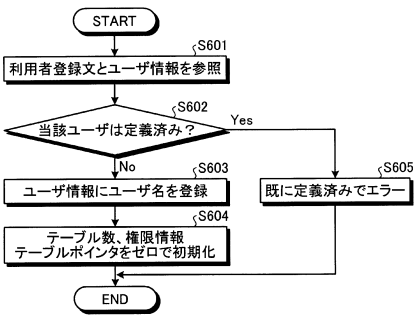 START
S601
利用者登録文とユーザ情報を参照
S602
当該ユーザは定義済み？
Yes
No
S603
ユーザ情報にユーザ名を登録
S605
既に定義済みでエラー
S604
テーブル数、権限情報
テーブルポインタをゼロで初期化
END